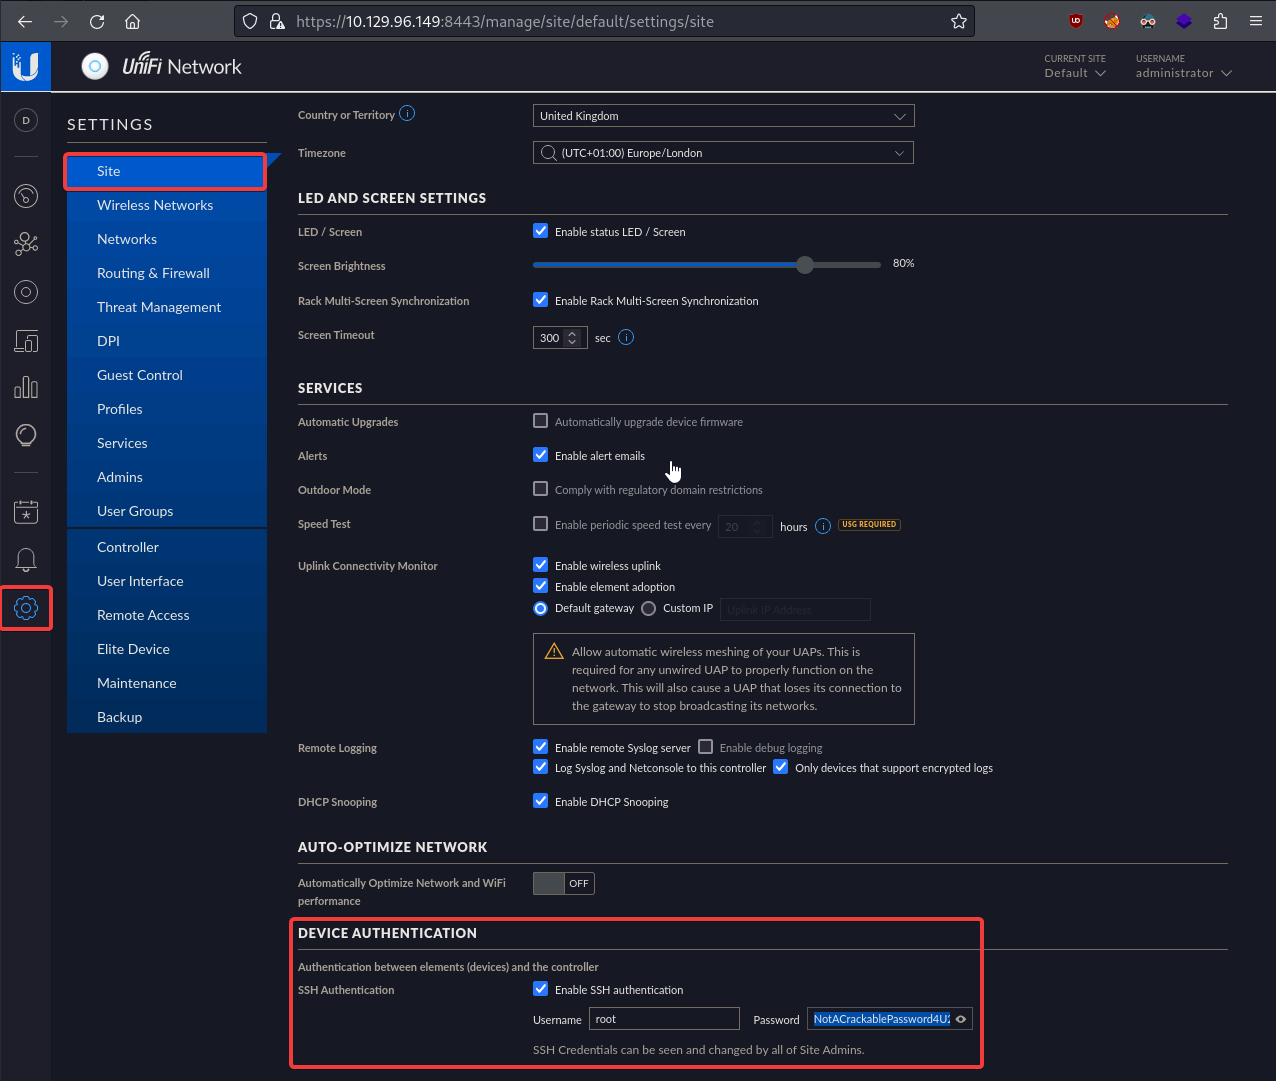 https://10.129.96.149:8443/manage/site/default/settings/site
UniFi Network
CURRENT SITE
Default
USERNAME
administrator
D
SETTINGS
Site
Wireless Networks
Networks
Routing & Firewall
Threat Management
DPI
Guest Control
Profiles
Services
Admins
User Groups
Controller
User Interface
Remote Access
Elite Device
Maintenance
Backup
Country or Territory
United Kingdom
Timezone
(UTC+01:00) Europe/London
LED AND SCREEN SETTINGS
LED / Screen
Enable status LED / Screen
Screen Brightness
80%
Rack Multi-Screen Synchronization
Enable Rack Multi-Screen Synchronization
Screen Timeout
300 sec
SERVICES
Automatic Upgrades
Automatically upgrade device firmware
Alerts
Enable alert emails
Outdoor Mode
Comply with regulatory domain restrictions
Speed Test
Enable periodic speed test every 20 hours USG REQUIRED
Uplink Connectivity Monitor
Enable wireless uplink
Enable element adoption
Default gateway Custom IP Uplink IP Address
Allow automatic wireless meshing of your UAPs. This is
required for any unwired UAP to properly function on the
network. This will also cause a UAP that loses its connection to
the gateway to stop broadcasting its networks.
Remote Logging
Enable remote Syslog server Enable debug logging
Log Syslog and Netconsole to this controller Only devices that support encrypted logs
DHCP Snooping
Enable DHCP Snooping
AUTO-OPTIMIZE NETWORK
Automatically Optimize Network and WiFi
performance
OFF
DEVICE AUTHENTICATION
Authentication between elements (devices) and the controller
SSH Authentication
Enable SSH authentication
Username root Password NotACrackablePassword4U2
SSH Credentials can be seen and changed by all of Site Admins.